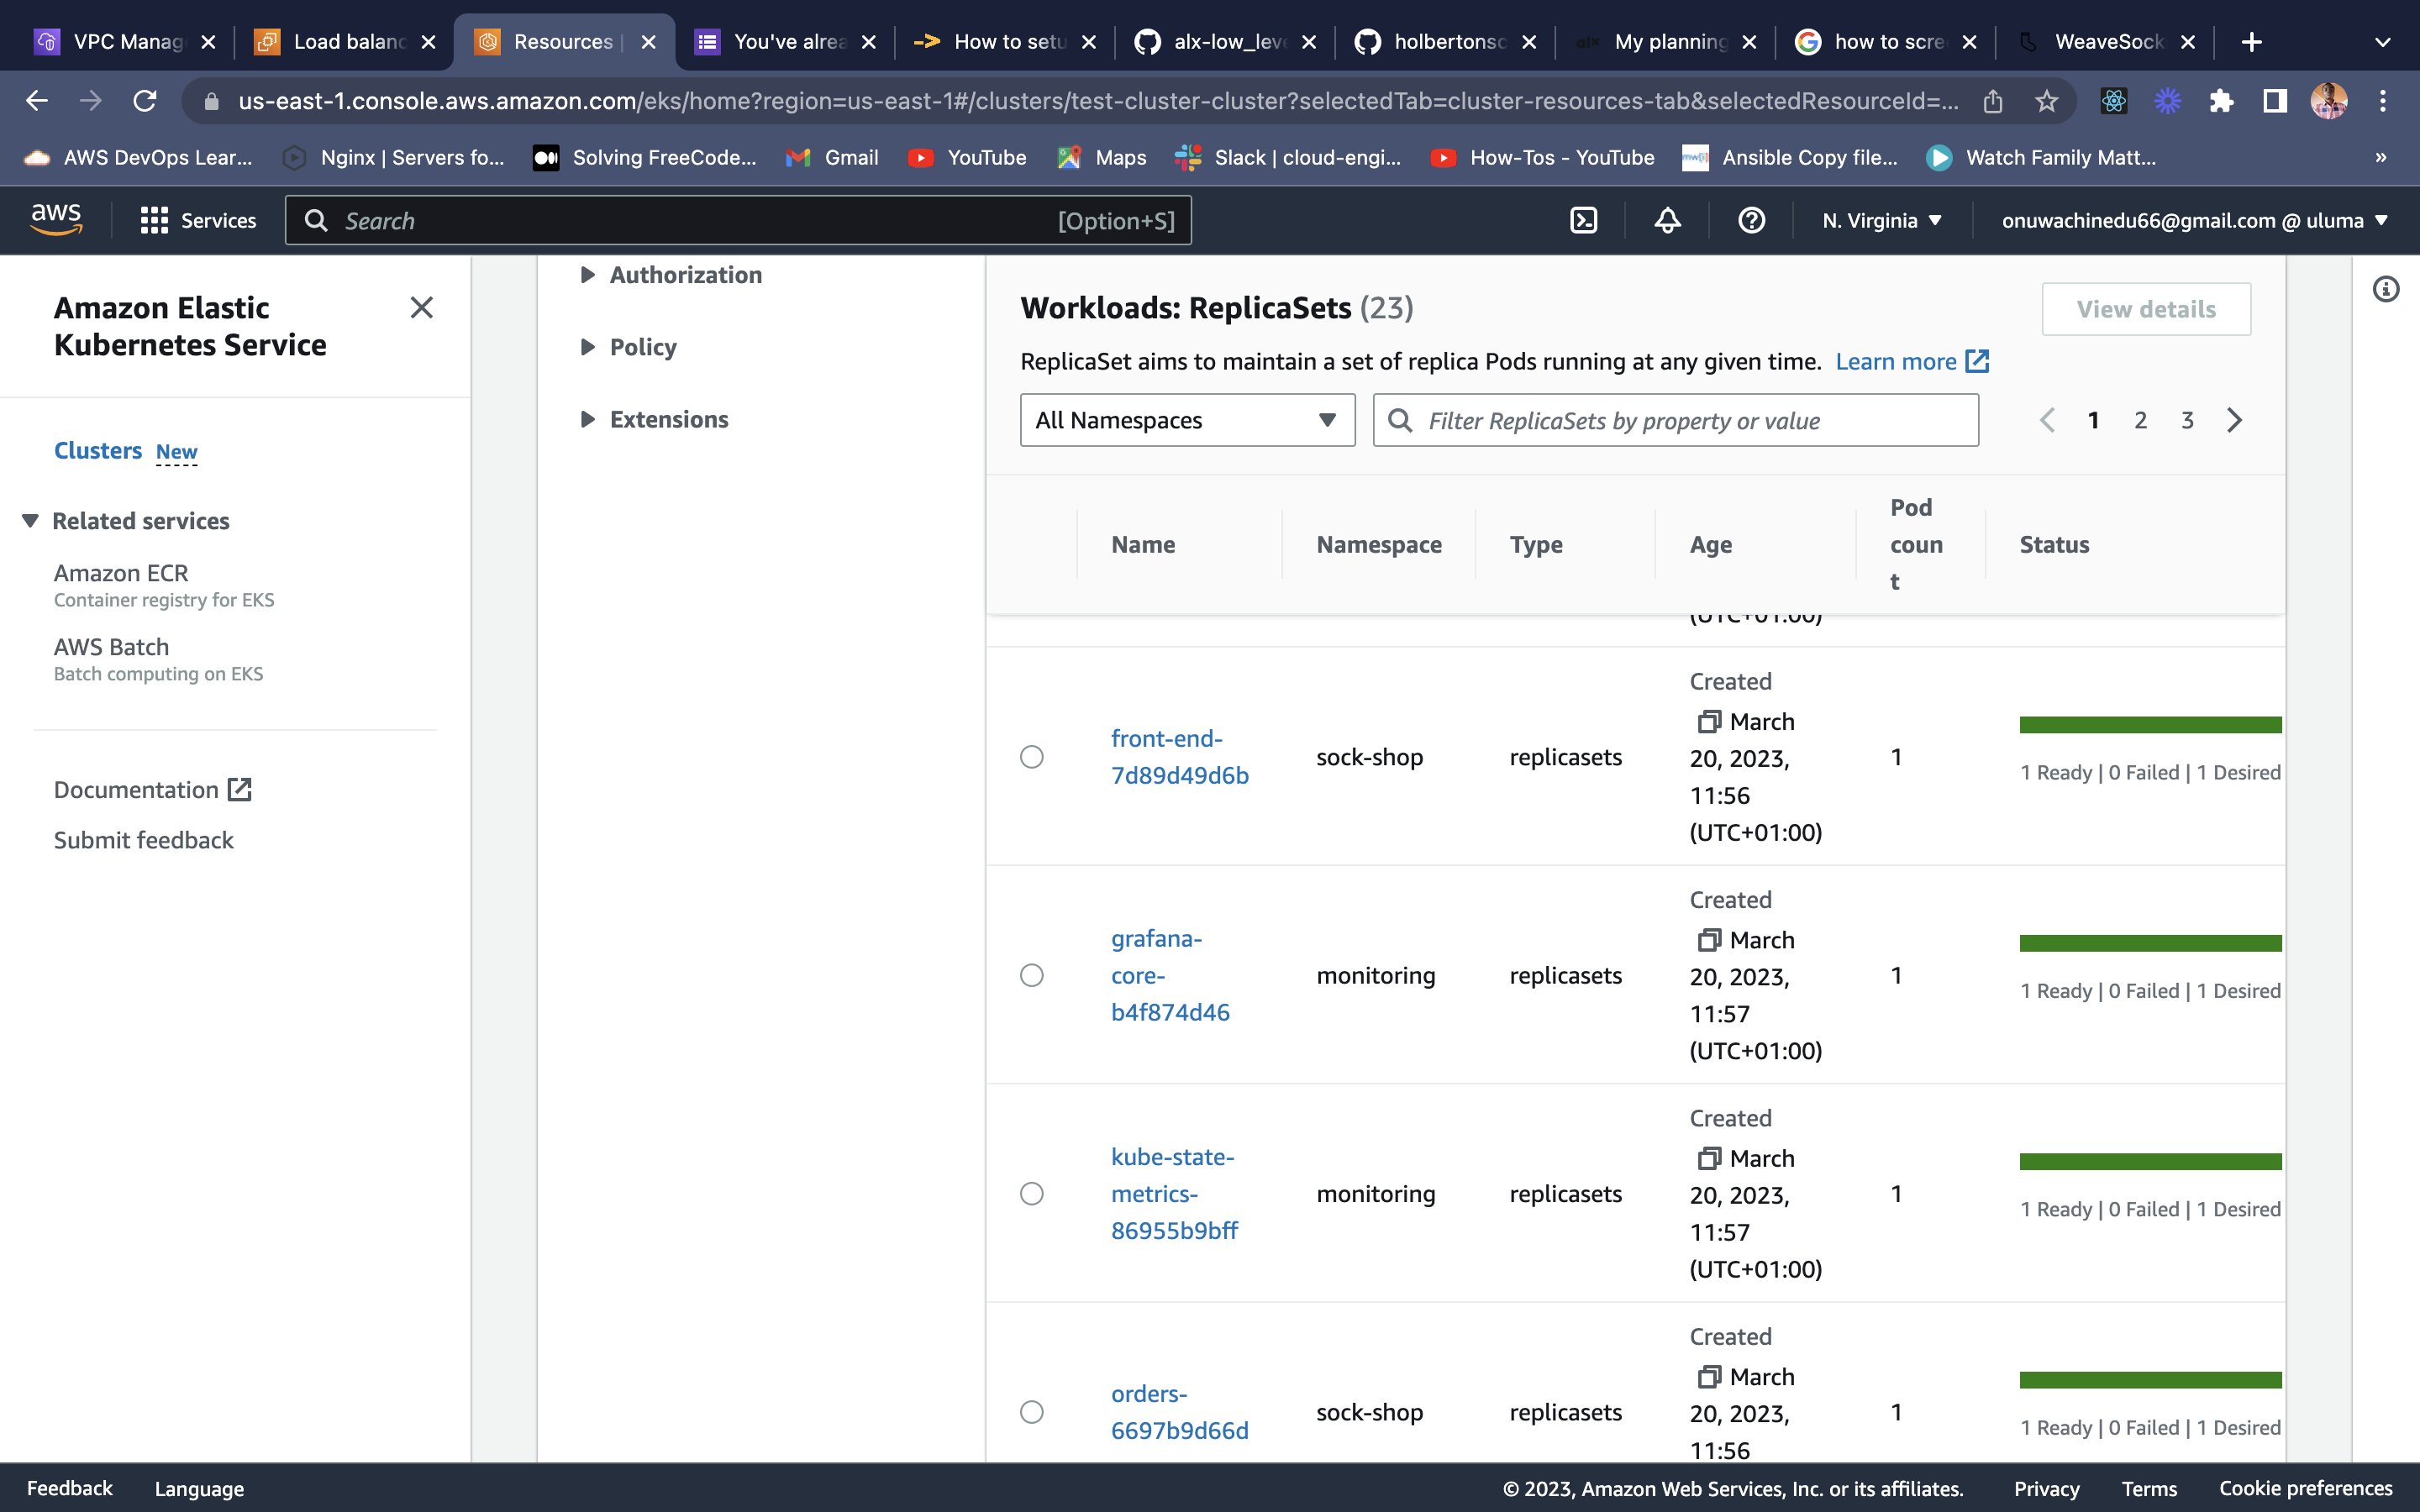 VPC Manag
Load balanc
Resources |
You've alrea
How to setu
alx-low_leve
holbertonsc
My planning
how to scre
WeaveSock
us-east-1.console.aws.amazon.com/eks/home?region=us-east-1#/clusters/test-cluster-cluster?selectedTab=cluster-resources-tab&selectedResourceId=...
AWS DevOps Lear...
Nginx | Servers fo...
Solving FreeCode...
Gmail
YouTube
Maps
Slack | cloud-engi...
How-Tos - YouTube
Ansible Copy file...
Watch Family Matt...
»
aws
Services
Search
[Option+S]
N. Virginia
onuwachinedu66@gmail.com @ uluma
Amazon Elastic
Kubernetes Service
Clusters New
Related services
Amazon ECR
Container registry for EKS
AWS Batch
Batch computing on EKS
Documentation
Submit feedback
Authorization
Policy
Extensions
Workloads: ReplicaSets (23)
View details
ReplicaSet aims to maintain a set of replica Pods running at any given time. Learn more
All Namespaces
Filter ReplicaSets by property or value
1 2 3
Name
Namespace
Type
Age
Pod
coun
t
Status
(UTC+01:00)
front-end-
7d89d49d6b
sock-shop
replicasets
Created
March
20, 2023,
11:56
(UTC+01:00)
1
1 Ready | 0 Failed | 1 Desired
grafana-
core-
b4f874d46
monitoring
replicasets
Created
March
20, 2023,
11:57
(UTC+01:00)
1
1 Ready | 0 Failed | 1 Desired
kube-state-
metrics-
86955b9bff
monitoring
replicasets
Created
March
20, 2023,
11:57
(UTC+01:00)
1
1 Ready | 0 Failed | 1 Desired
orders-
6697b9d66d
sock-shop
replicasets
Created
March
20, 2023,
11:56
1
1 Ready | 0 Failed | 1 Desired
Feedback
Language
© 2023, Amazon Web Services, Inc. or its affiliates.
Privacy
Terms
Cookie preferences